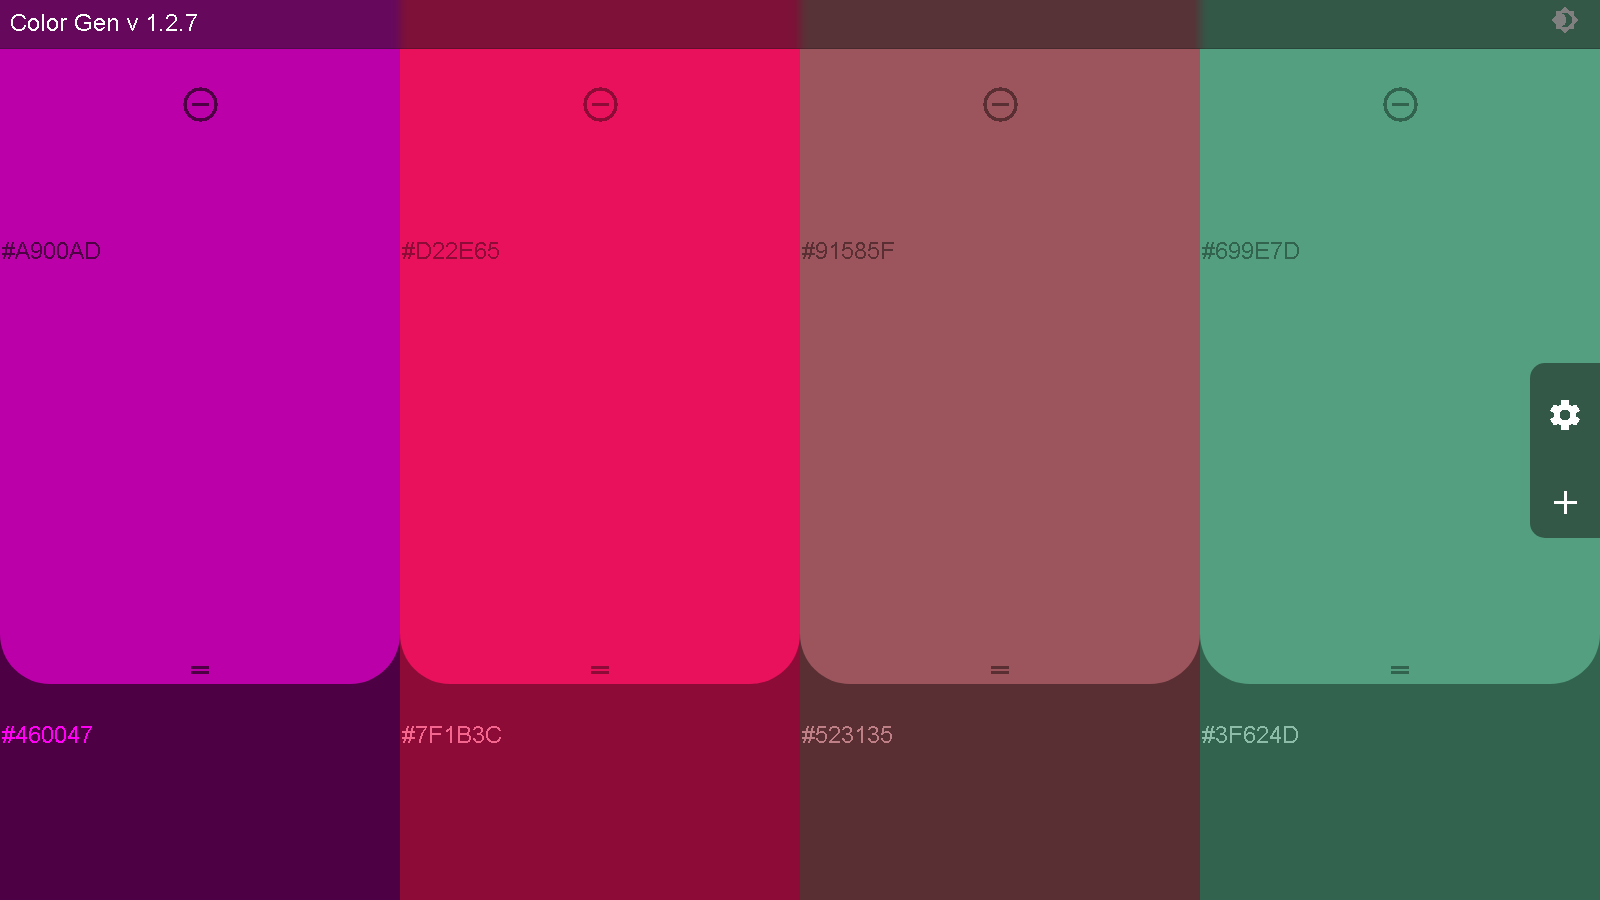 Color Gen v 1.2.7
#A900AD
#D22E65
#91585F
#699E7D
#460047
#7F1B3C
#523135
#3F624D